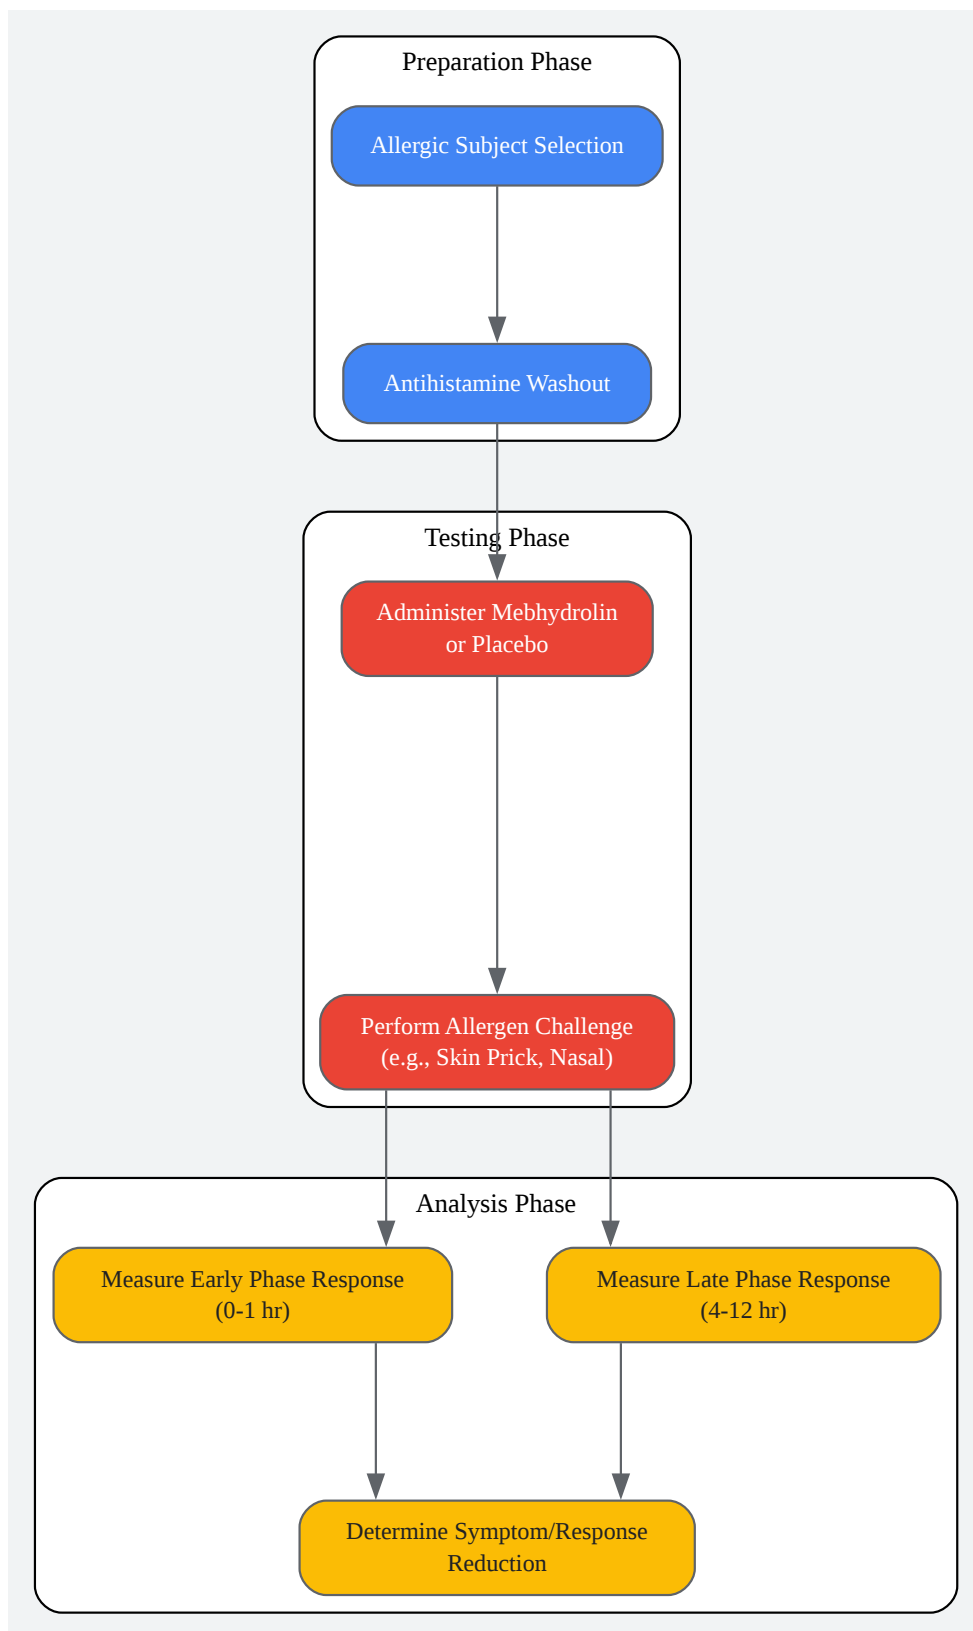 Preparation Phase
Allergic Subject Selection
Antihistamine Washout
Testing Phase
Administer Mebhydrolin
or Placebo
Perform Allergen Challenge
(e.g., Skin Prick, Nasal)
Analysis Phase
Measure Early Phase Response
(0-1 hr)
Measure Late Phase Response
(4-12 hr)
Determine Symptom/Response
Reduction